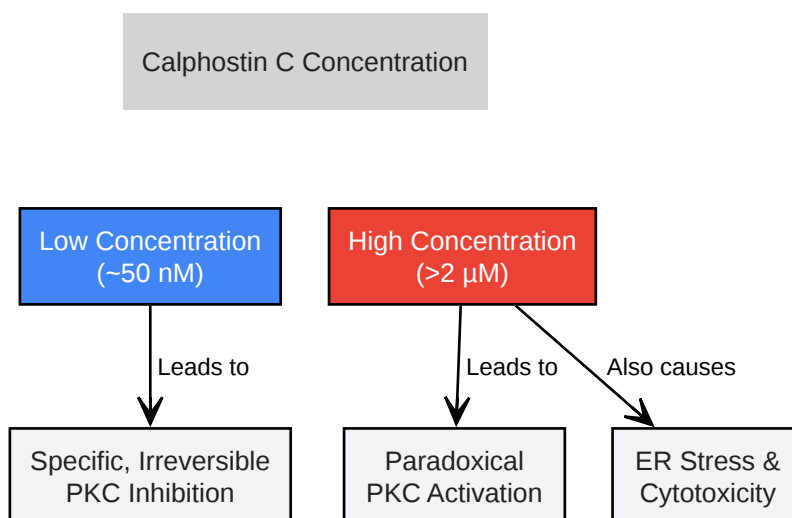 Calphostin C Concentration
Low Concentration
(~50 nM)
High Concentration
(>2 µM)
Leads to
Leads to
Also causes
Specific, Irreversible
PKC Inhibition
Paradoxical
PKC Activation
ER Stress &
Cytotoxicity